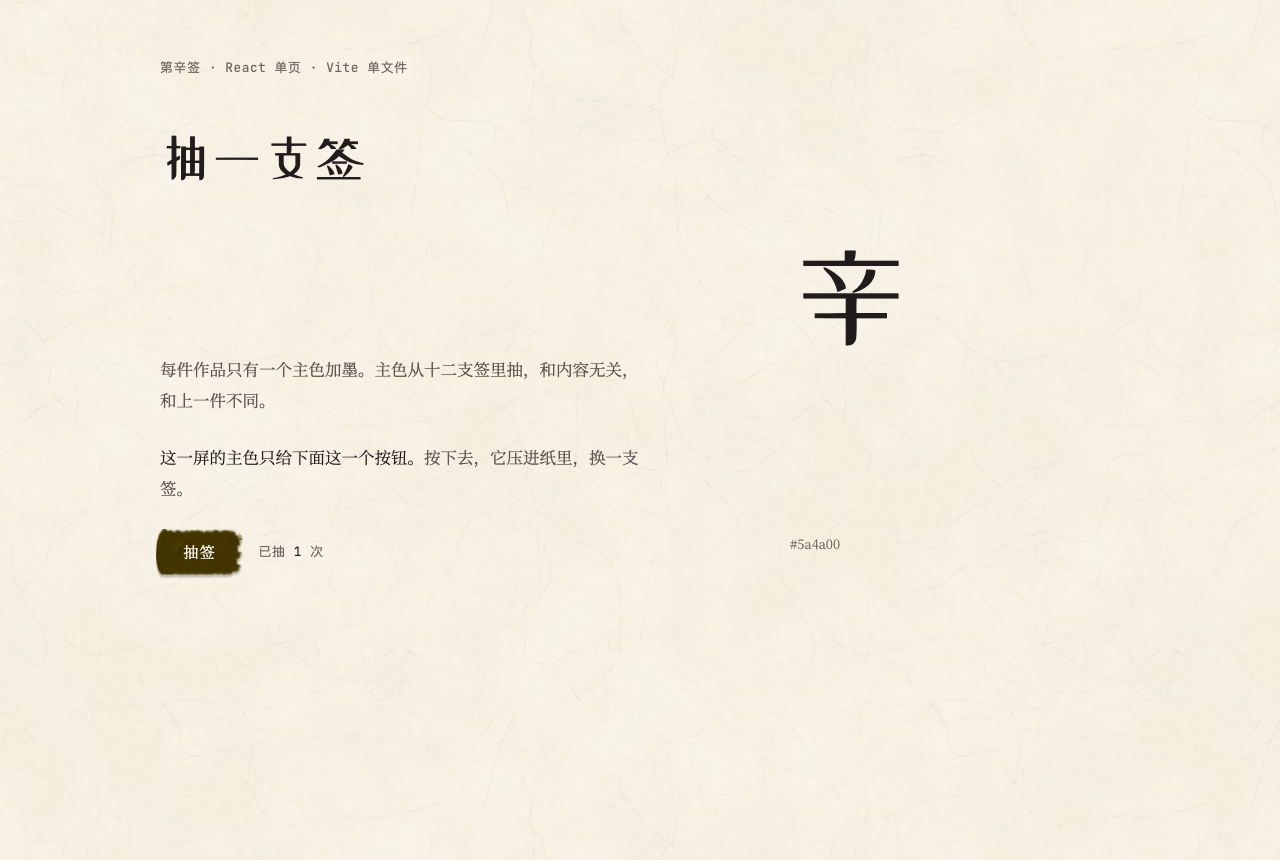 第辛签 · React 单页 · Vite 单文件
抽一支签
辛
每件作品只有一个主色加墨。主色从十二支签里抽，和内容无关，
和上一件不同。
这一屏的主色只给下面这一个按钮。按下去，它压进纸里，换一支
签。
抽签
已抽 1 次
#5a4a00